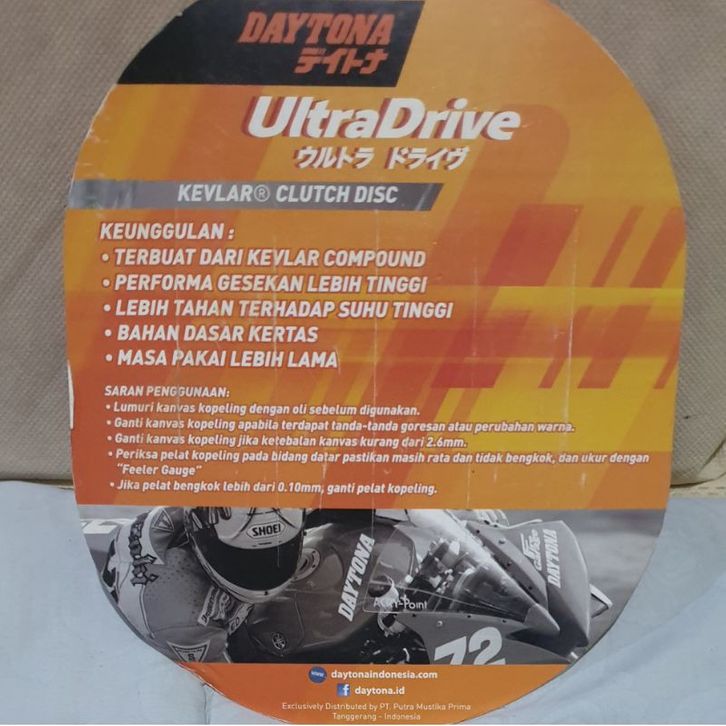 DAYTONA
デイトナ
UltraDrive
ウルトラ ドライヴ
KEVLAR® CLUTCH DISC
KEUNGGULAN :
• TERBUAT DARI KEVLAR COMPOUND
• PERFORMA GESEKAN LEBIH TINGGI
• LEBIH TAHAN TERHADAP SUHU TINGGI
• BAHAN DASAR KERTAS
• MASA PAKAI LEBIH LAMA
SARAN PENGGUNAAN:
• Lumuri kanvas kopeling dengan oli sebelum digunakan.
• Ganti kanvas kopeling apabila terdapat tanda-tanda goresan atau perubahan warna.
• Ganti kanvas kopeling jika ketebalan kanvas kurang dari 2.6mm.
• Periksa pelat kopeling pada bidang datar pastikan masih rata dan tidak bengkok, dan ukur dengan
“Feeler Gauge”
• Jika pelat bengkok lebih dari 0.10mm, ganti pelat kopeling.
SHOEI
DAYTONA
DAYTONA
72
www. daytonaindonesia.com
f daytona.id
Exclusively Distributed by PT. Putra Mustika Prima
Tanggerang - Indonesia